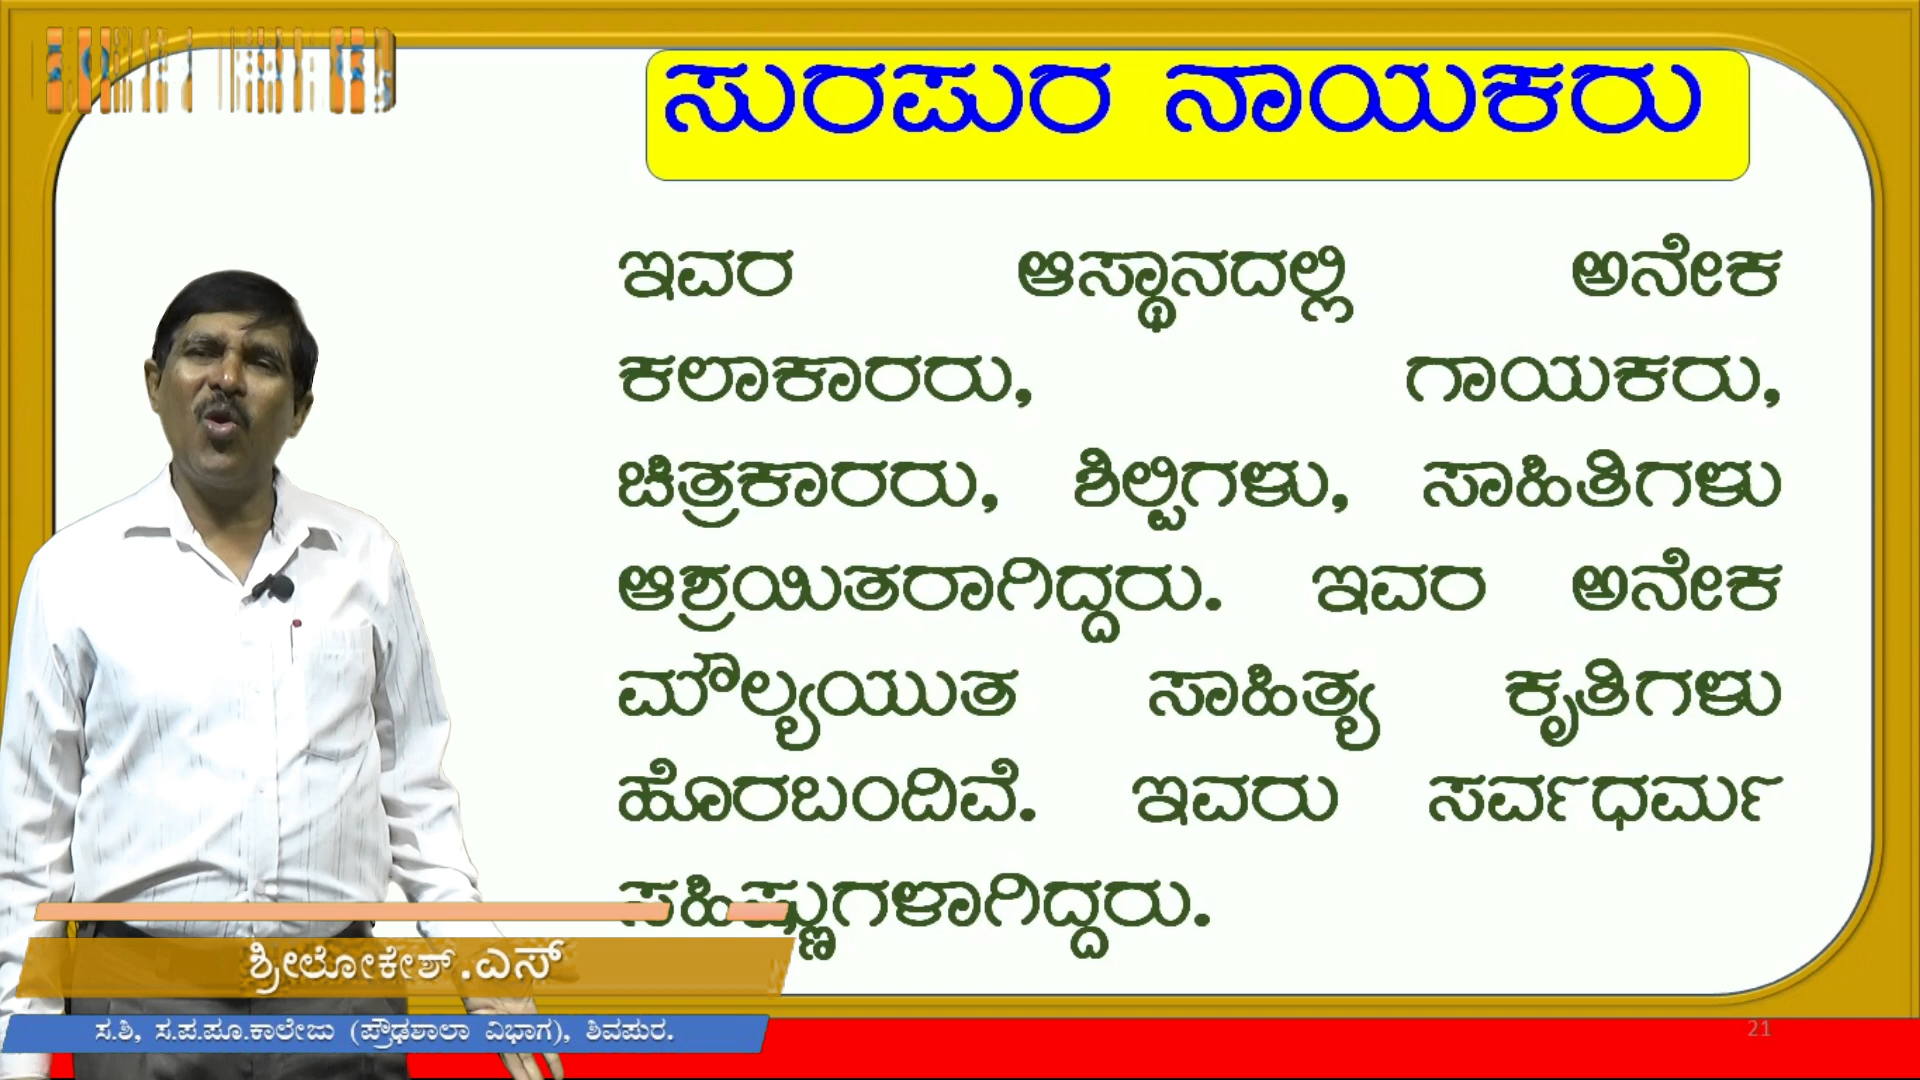 ಸುರಪುರ ನಾಯಕರು
ಇವರ ಆಸ್ಥಾನದಲ್ಲಿ ಅನೇಕ
ಕಲಾಕಾರರು, ಗಾಯಕರು,
ಚಿತ್ರಕಾರರು, ಶಿಲ್ಪಿಗಳು, ಸಾಹಿತಿಗಳು
ಆಶ್ರಯಿತರಾಗಿದ್ದರು. ಇವರ ಅನೇಕ
ಮೌಲ್ಯಯುತ ಸಾಹಿತ್ಯ ಕೃತಿಗಳು
ಹೊರಬಂದಿವೆ. ಇವರು ಸರ್ವಧರ್ಮ
ಸಹಿಷ್ಣುಗಳಾಗಿದ್ದರು.
ಶ್ರೀಲೋಕೇಶ್.ಎಸ್
ಸ.ಶಿ, ಸ.ಪ.ಪೂ.ಕಾಲೇಜು (ಪ್ರೌಢಶಾಲಾ ವಿಭಾಗ), ಶಿವಪುರ.
21